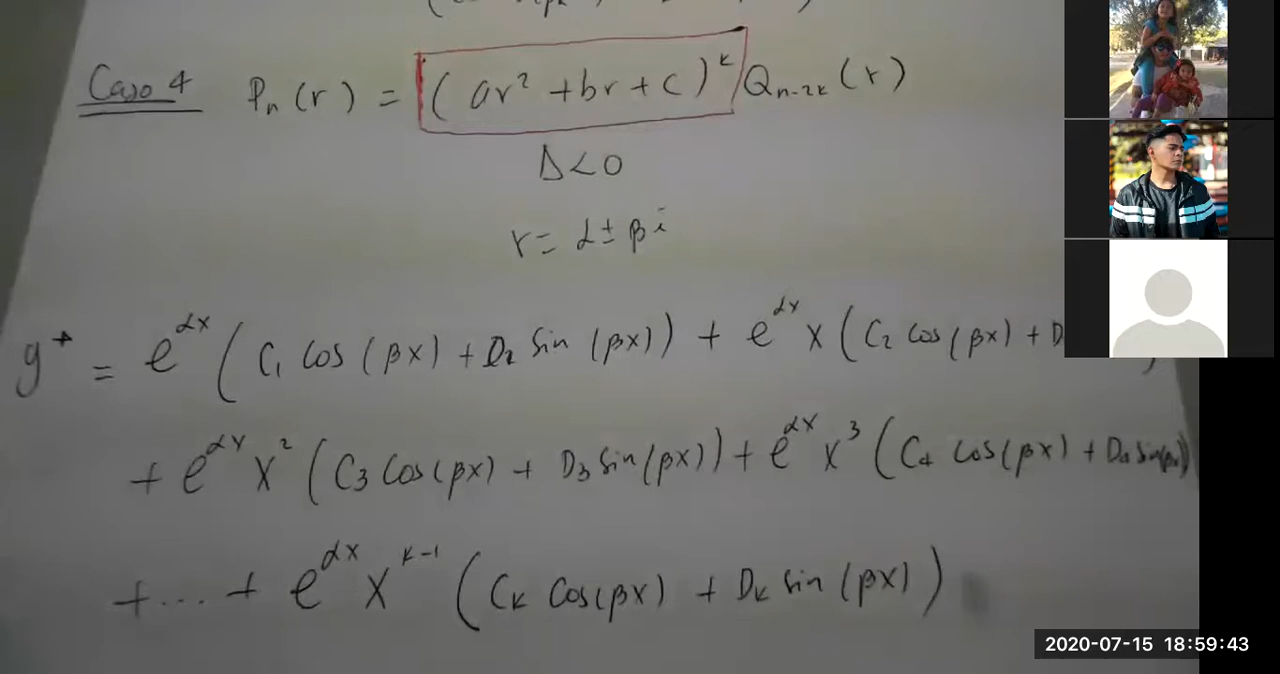 Caso 4 Pₙ(r) = (ar² + br + c)ᵏ Qₙ₋₂ₖ(r)
Δ<0
r = α ± βi
y* = e^{αx} (C₁ cos(βx) + D₂ sin(βx)) + e^{αx} x (C₂ cos(βx) + D
+ e^{αx} x² (C₃ cos(βx) + D₃ sin(βx)) + e^{αx} x³ (C₄ cos(βx) + D₄ sin(βx))
+ ... + e^{αx} x^{k-1} (Cₖ cos(βx) + Dₖ sin(βx))
2020-07-15 18:59:43